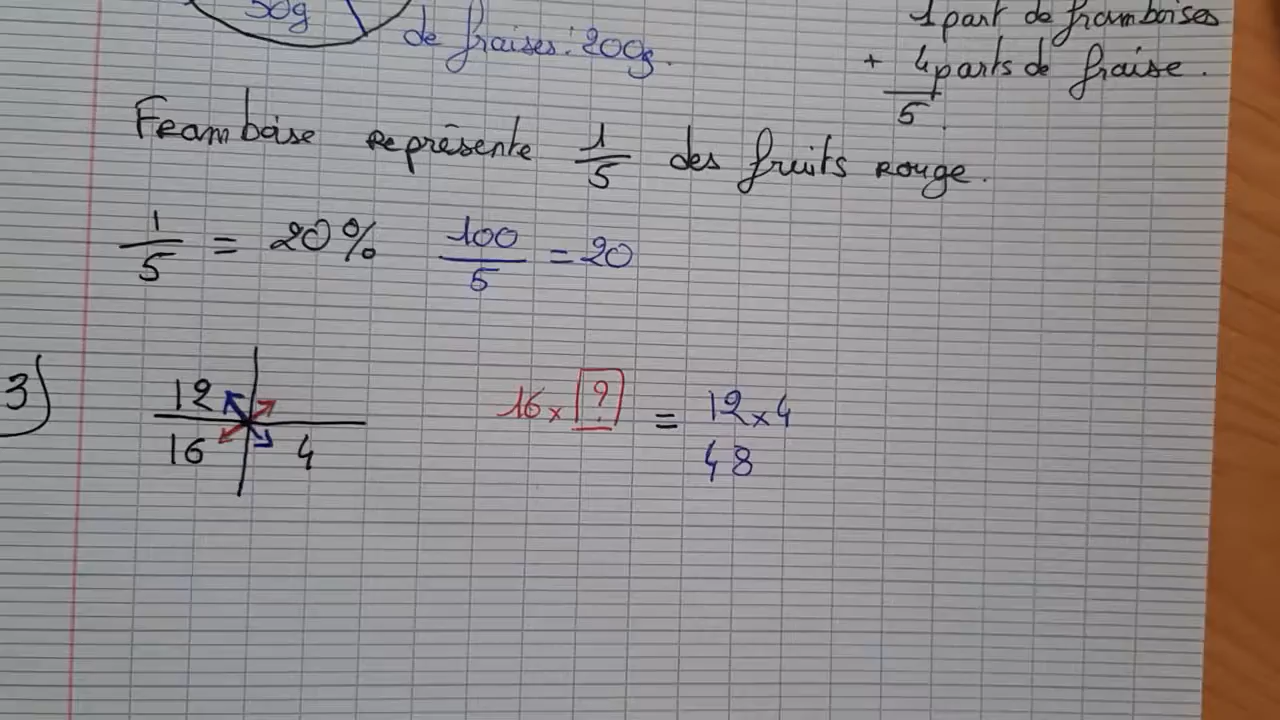 50g
de fraises: 200g.
1 part de framboises
+ 4 parts de fraise.
5
Framboise représente 1/5 des fruits rouge.
1/5 = 20% 100/5 = 20
3)
12
16 4
16 x ? = 12 x 4
48